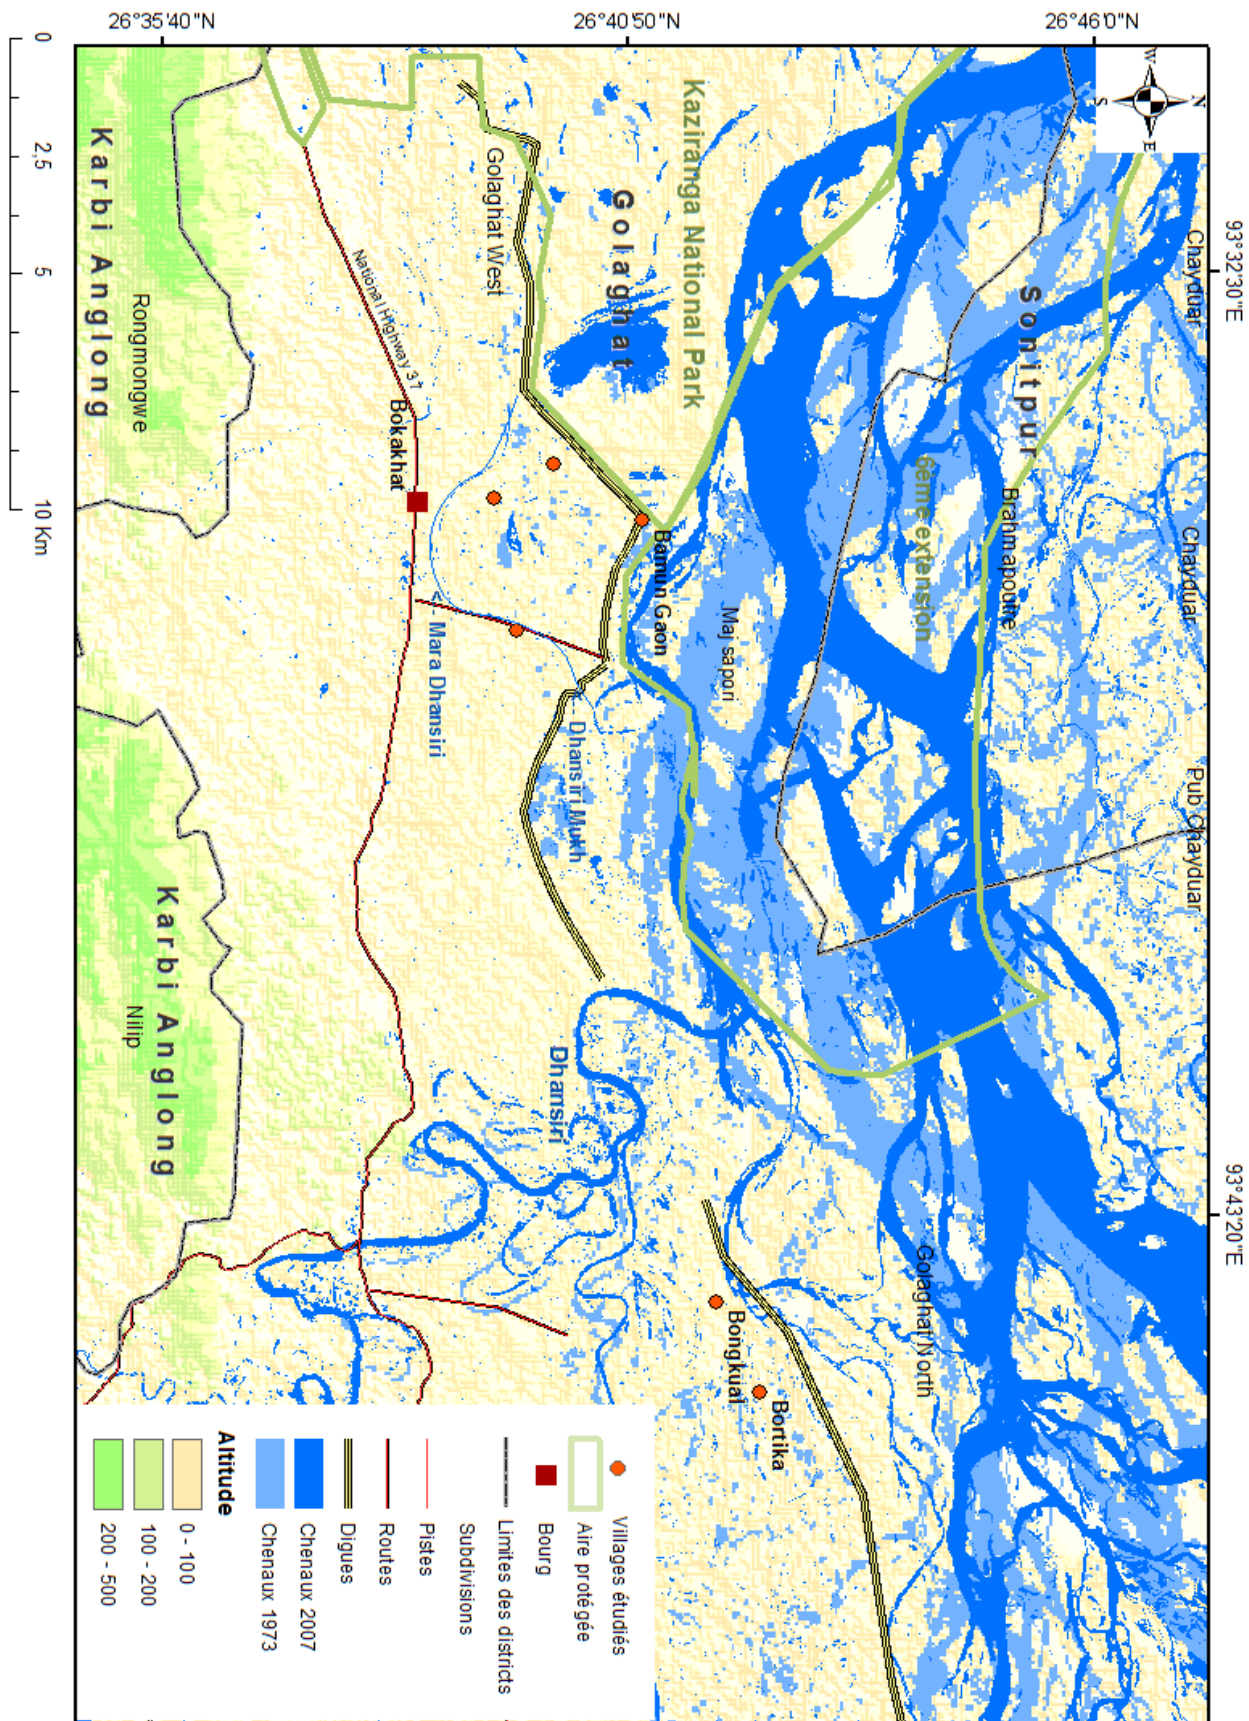 26°35'40"N
26°40'50"N
26°46'0"N
93°32'30"E
93°43'20"E
N
S
E
W
0
2,5
5
10 Km
Chayduar
Chayduar
Pub Chayduar
Sonitpur
Brahmapoutre
6ème extension
Kaziranga National Park
Golaghat
Golaghat West
Maj sapori
Bamun Gaon
National Highway 37
Bokakhat
Mara Dhansiri
Dhansiri Mukh
Dhansiri
Karbi Anglong
Rongmongwe
Karbi Anglong
Nilip
Golaghat North
Bongkual
Bortika
Villages étudiés
Aire protégée
Bourg
Limites des districts
Subdivisions
Pistes
Routes
Digues
Chenaux 2007
Chenaux 1973
Altitude
0 - 100
100 - 200
200 - 500